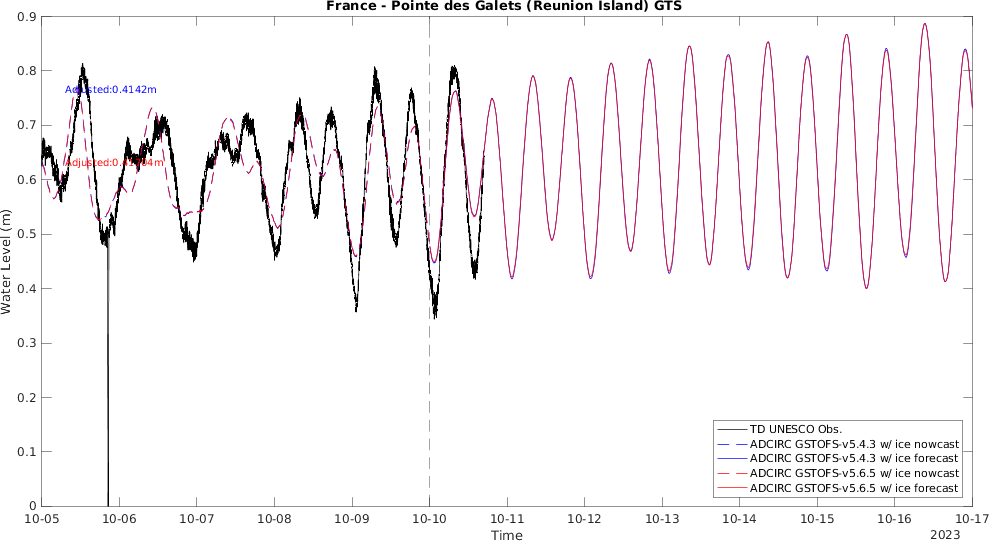 France - Pointe des Galets (Reunion Island) GTS
0.9
0.8
0.7
0.6
0.5
0.4
0.3
0.2
0.1
0
Water Level (m)
Adjusted:0.4142m
TD UNESCO Obs.
ADCIRC GSTOFS-v5.4.3 w/ ice nowcast
ADCIRC GSTOFS-v5.4.3 w/ ice forecast
ADCIRC GSTOFS-v5.6.5 w/ ice nowcast
ADCIRC GSTOFS-v5.6.5 w/ ice forecast
10-05 10-06 10-07 10-08 10-09 10-10 10-11 10-12 10-13 10-14 10-15 10-16 10-17
Time
2023